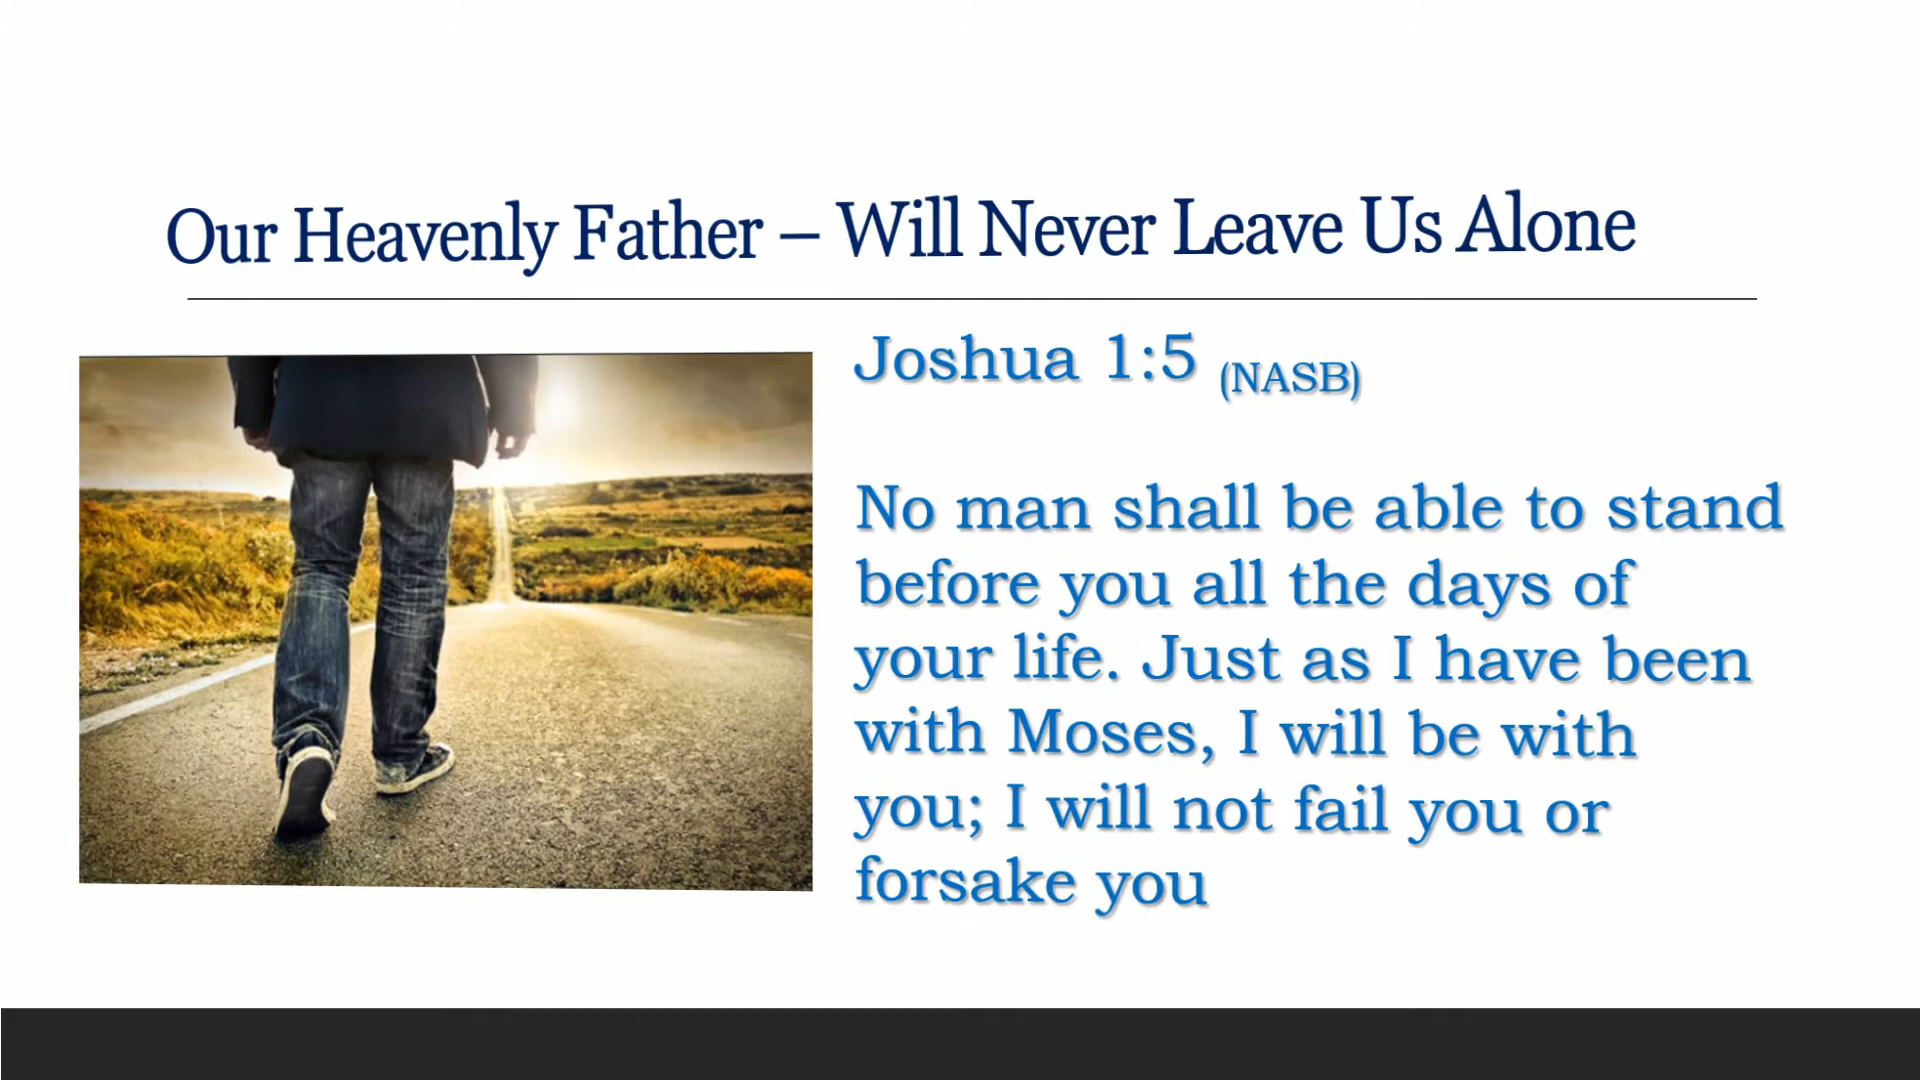 Our Heavenly Father – Will Never Leave Us Alone
Joshua 1:5 (NASB)
No man shall be able to stand
before you all the days of
your life. Just as I have been
with Moses, I will be with
you; I will not fail you or
forsake you